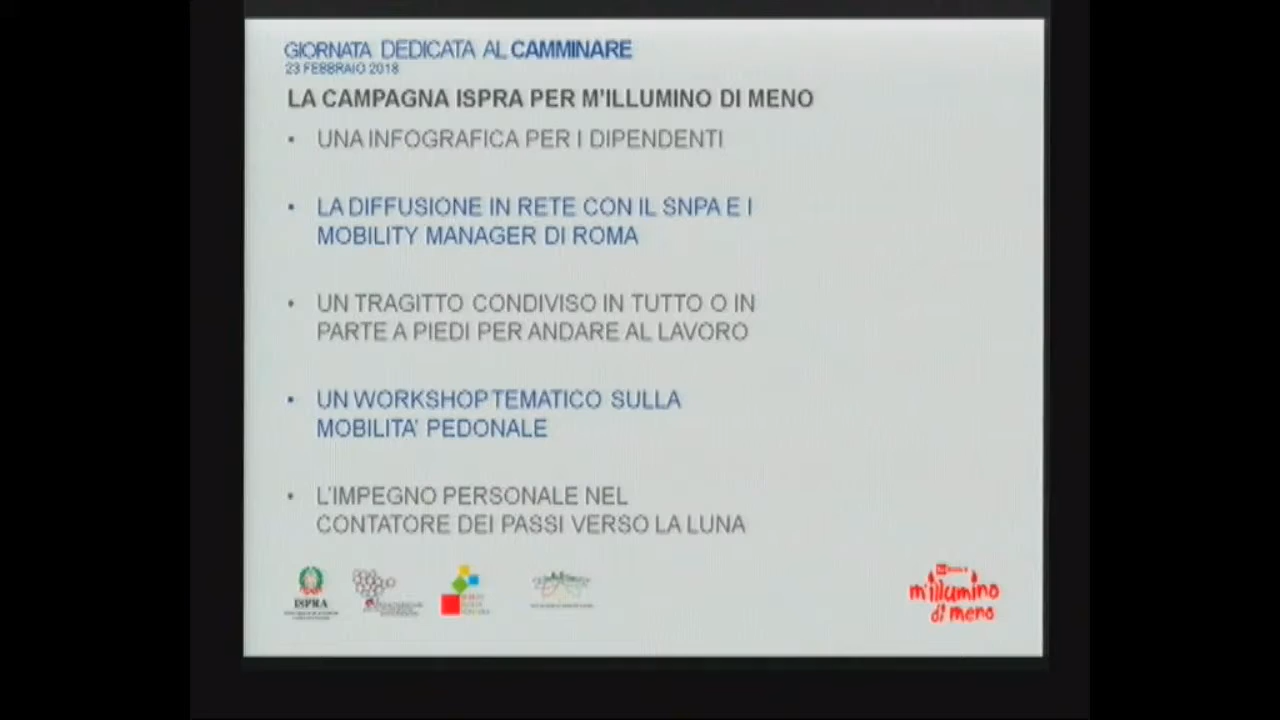 GIORNATA DEDICATA AL CAMMINARE
23 FEBBRAIO 2018
LA CAMPAGNA ISPRA PER M'ILLUMINO DI MENO
• UNA INFOGRAFICA PER I DIPENDENTI
• LA DIFFUSIONE IN RETE CON IL SNPA E I
MOBILITY MANAGER DI ROMA
• UN TRAGITTO CONDIVISO IN TUTTO O IN
PARTE A PIEDI PER ANDARE AL LAVORO
• UN WORKSHOP TEMATICO SULLA
MOBILITA' PEDONALE
• L'IMPEGNO PERSONALE NEL
CONTATORE DEI PASSI VERSO LA LUNA
ISPRA
m'illumino
di meno